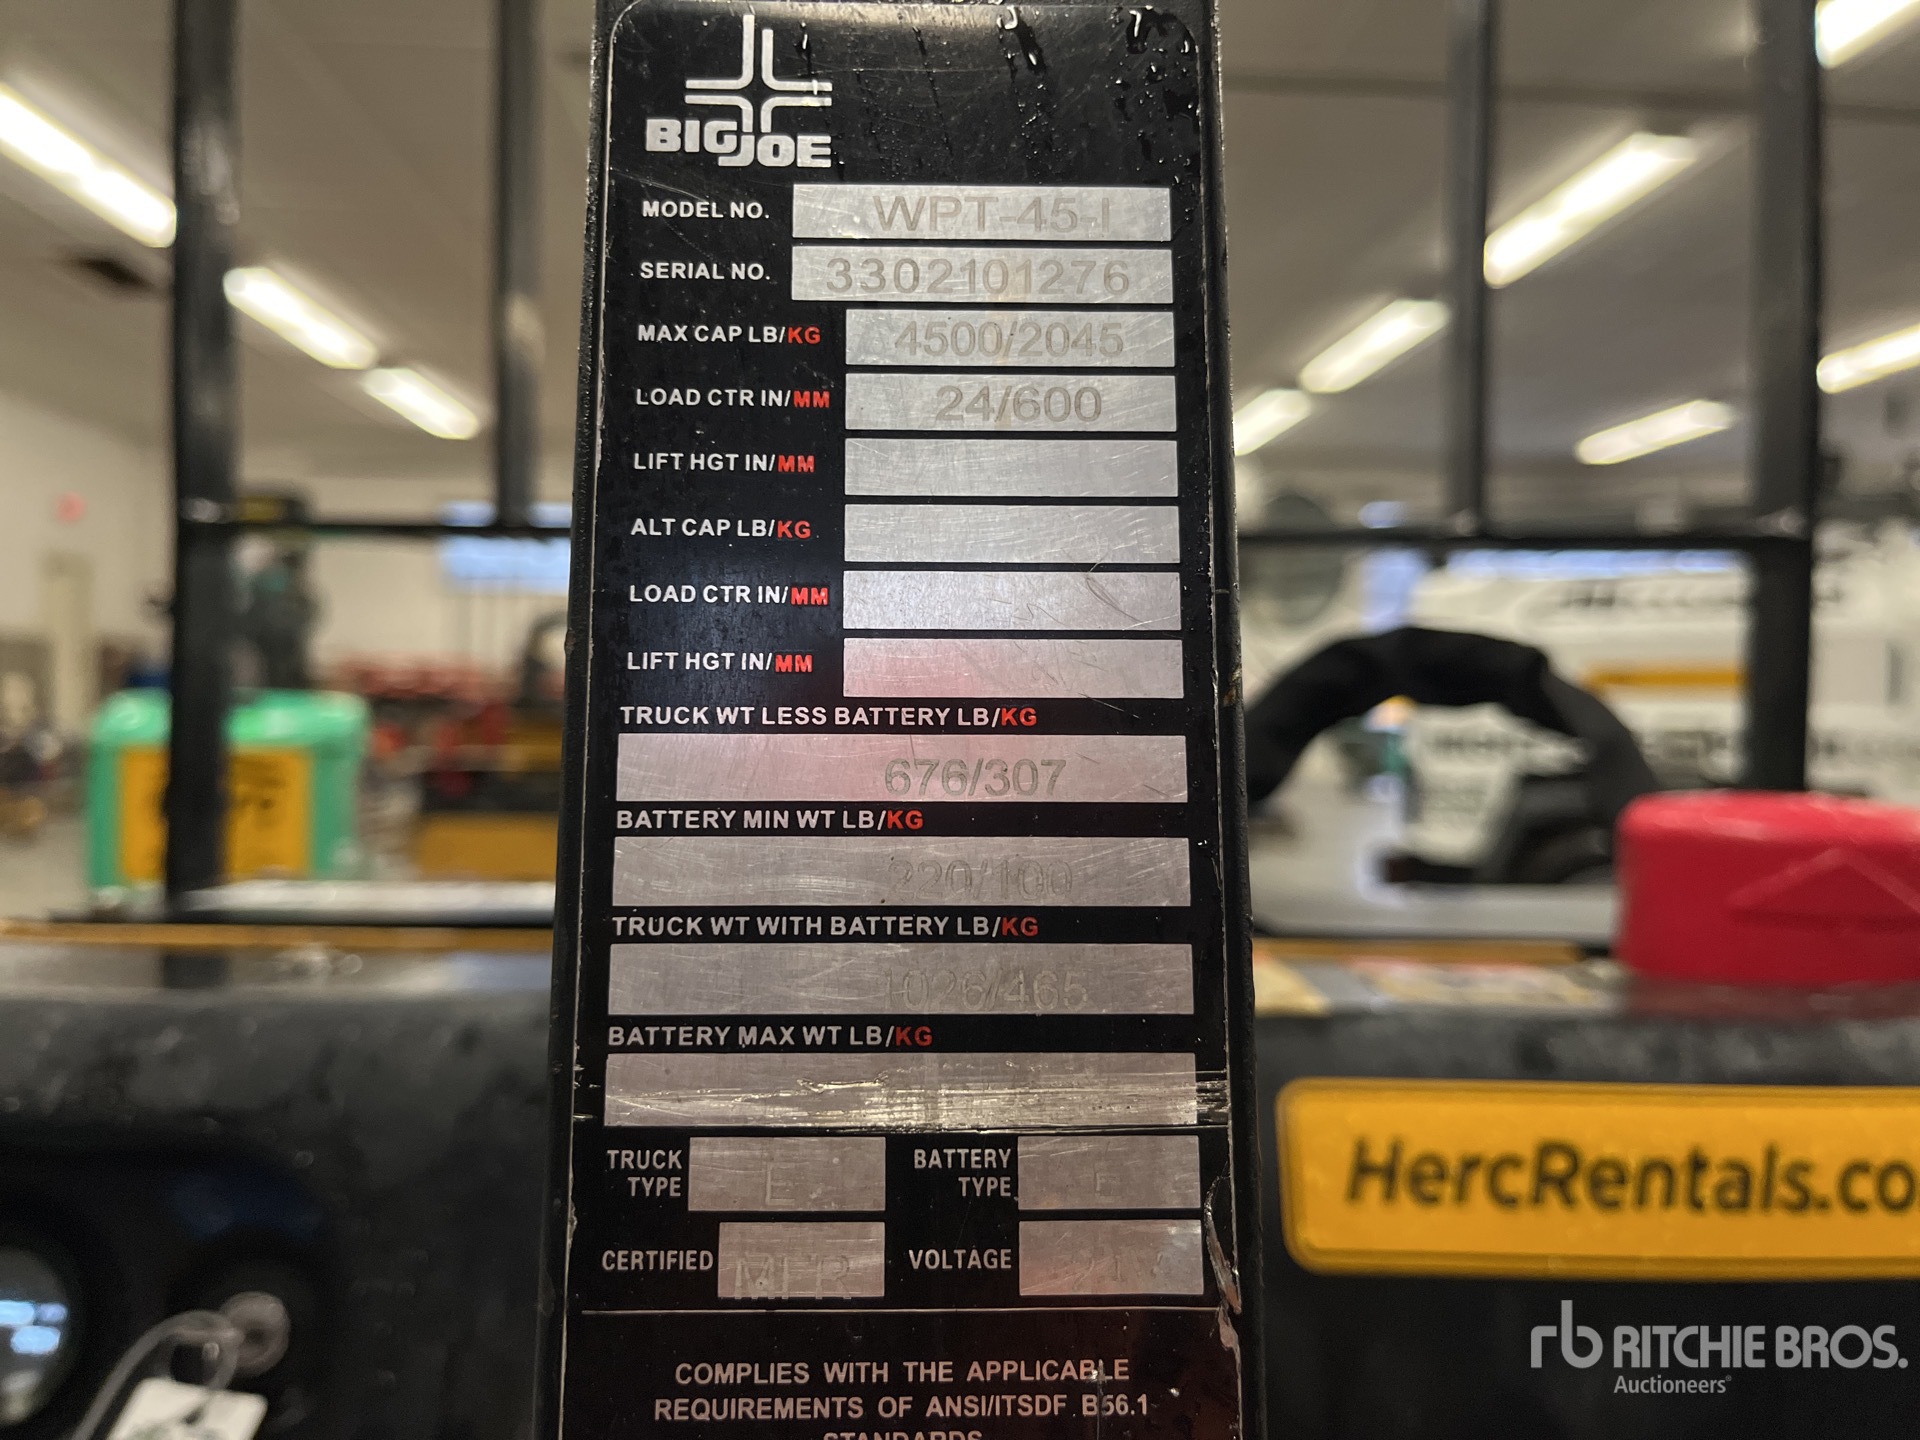 BIG JOE
MODEL NO. WPT-45-I
SERIAL NO. 3302101276
MAX CAP LB/KG 4500/2045
LOAD CTR IN/MM 24/600
LIFT HGT IN/MM
ALT CAP LB/KG
LOAD CTR IN/MM
LIFT HGT IN/MM
TRUCK WT LESS BATTERY LB/KG
676/307
BATTERY MIN WT LB/KG
220/100
TRUCK WT WITH BATTERY LB/KG
1026/465
BATTERY MAX WT LB/KG
TRUCK TYPE E BATTERY TYPE E
CERTIFIED MFR VOLTAGE
COMPLIES WITH THE APPLICABLE
REQUIREMENTS OF ANSI/ITSDF B56.1
STANDARDS
HercRentals.co
rb RITCHIE BROS.
Auctioneers